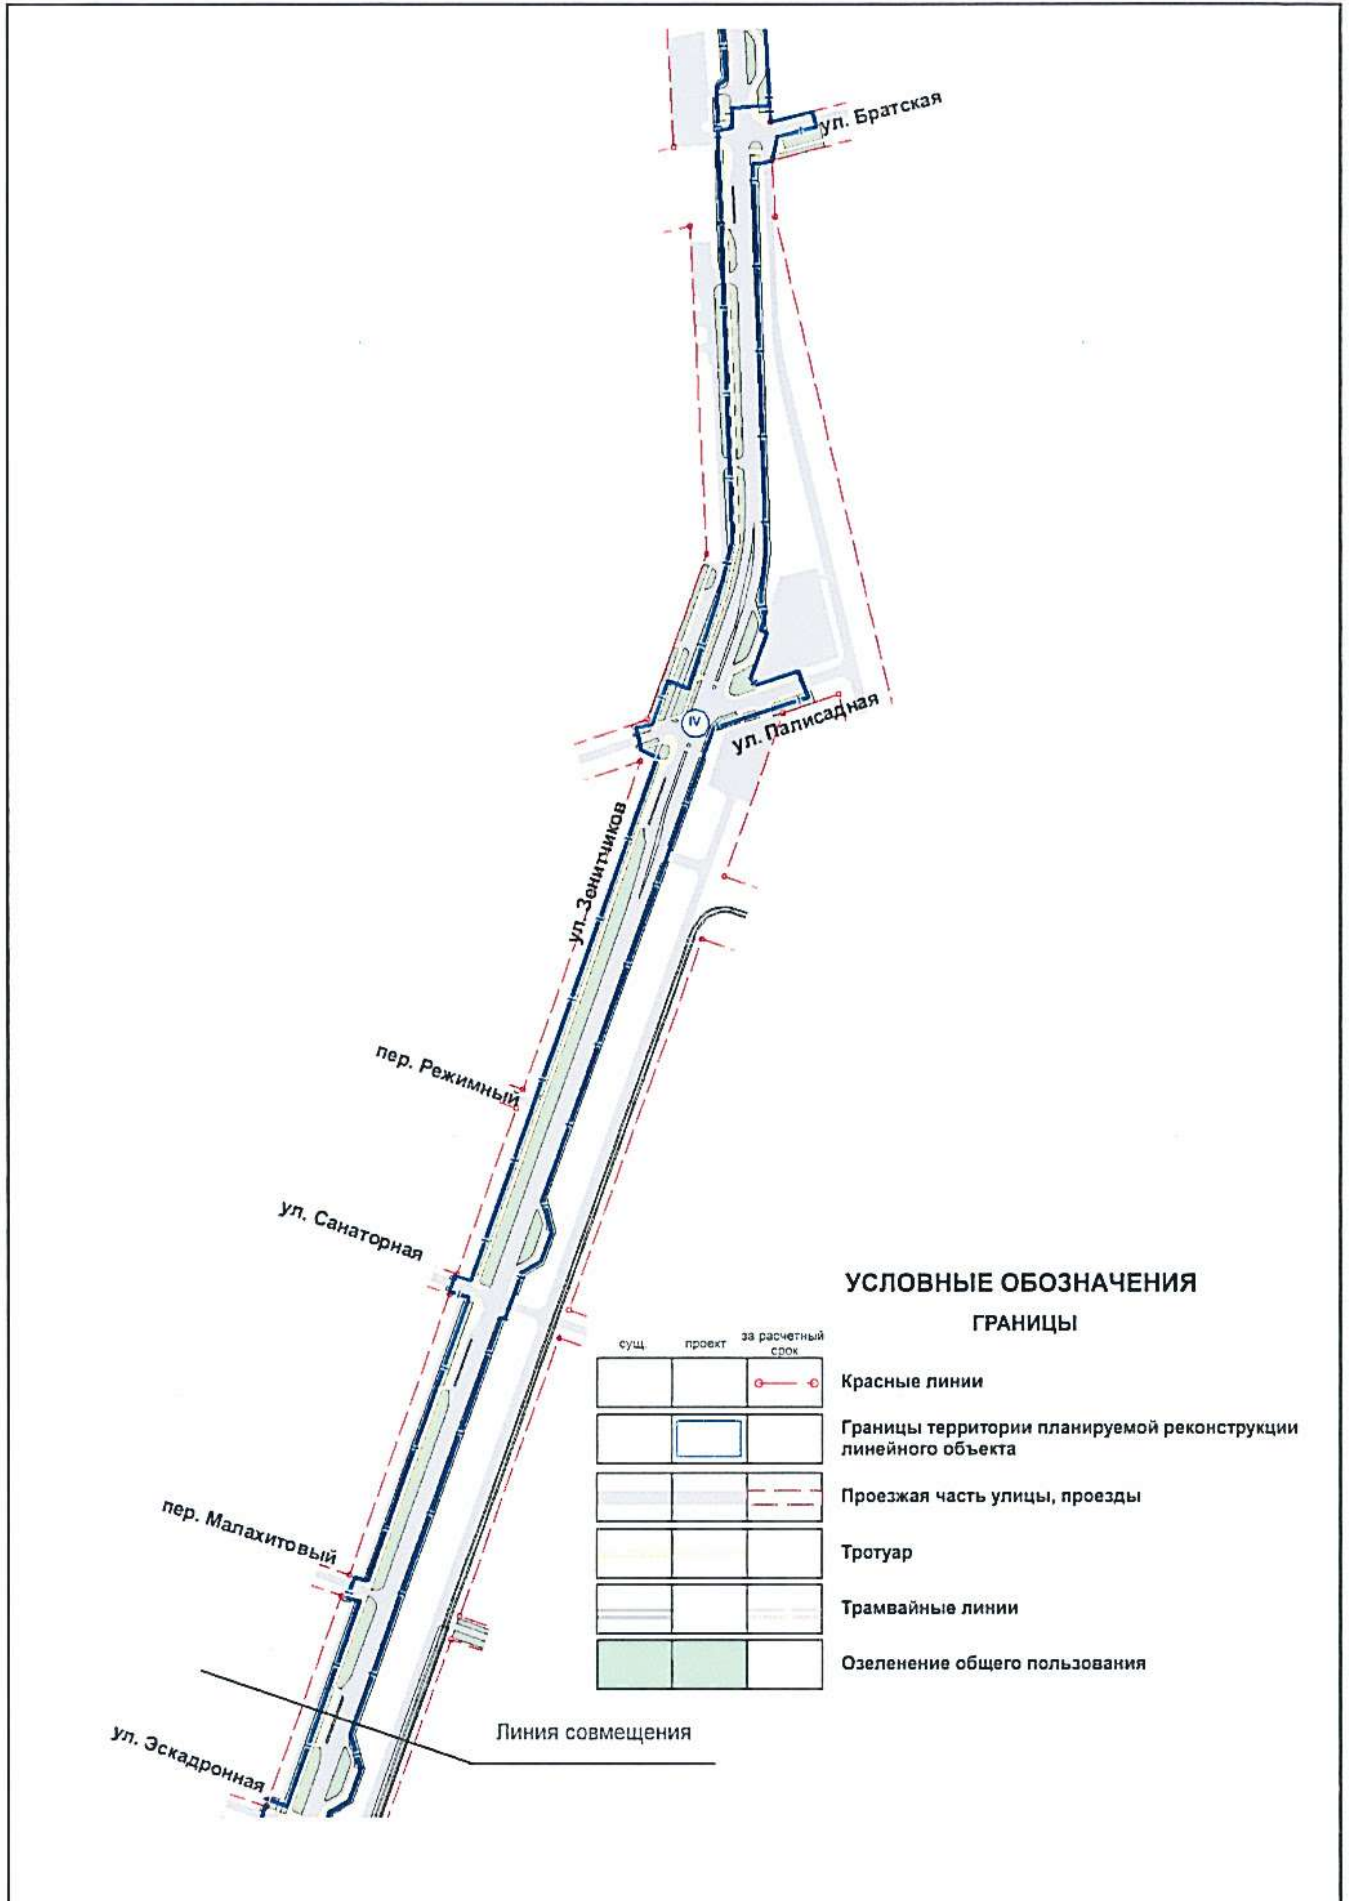 ул. Братская
ул. Палисадная
IV
ул. Зенитчиков
пер. Режимный
ул. Санаторная
УСЛОВНЫЕ ОБОЗНАЧЕНИЯ
ГРАНИЦЫ
сущ.
проект
за расчетный
срок
Красные линии
Границы территории планируемой реконструкции
линейного объекта
Проезжая часть улицы, проезды
Тротуар
Трамвайные линии
Озеленение общего пользования
пер. Малахитовый
Линия совмещения
ул. Эскадронная